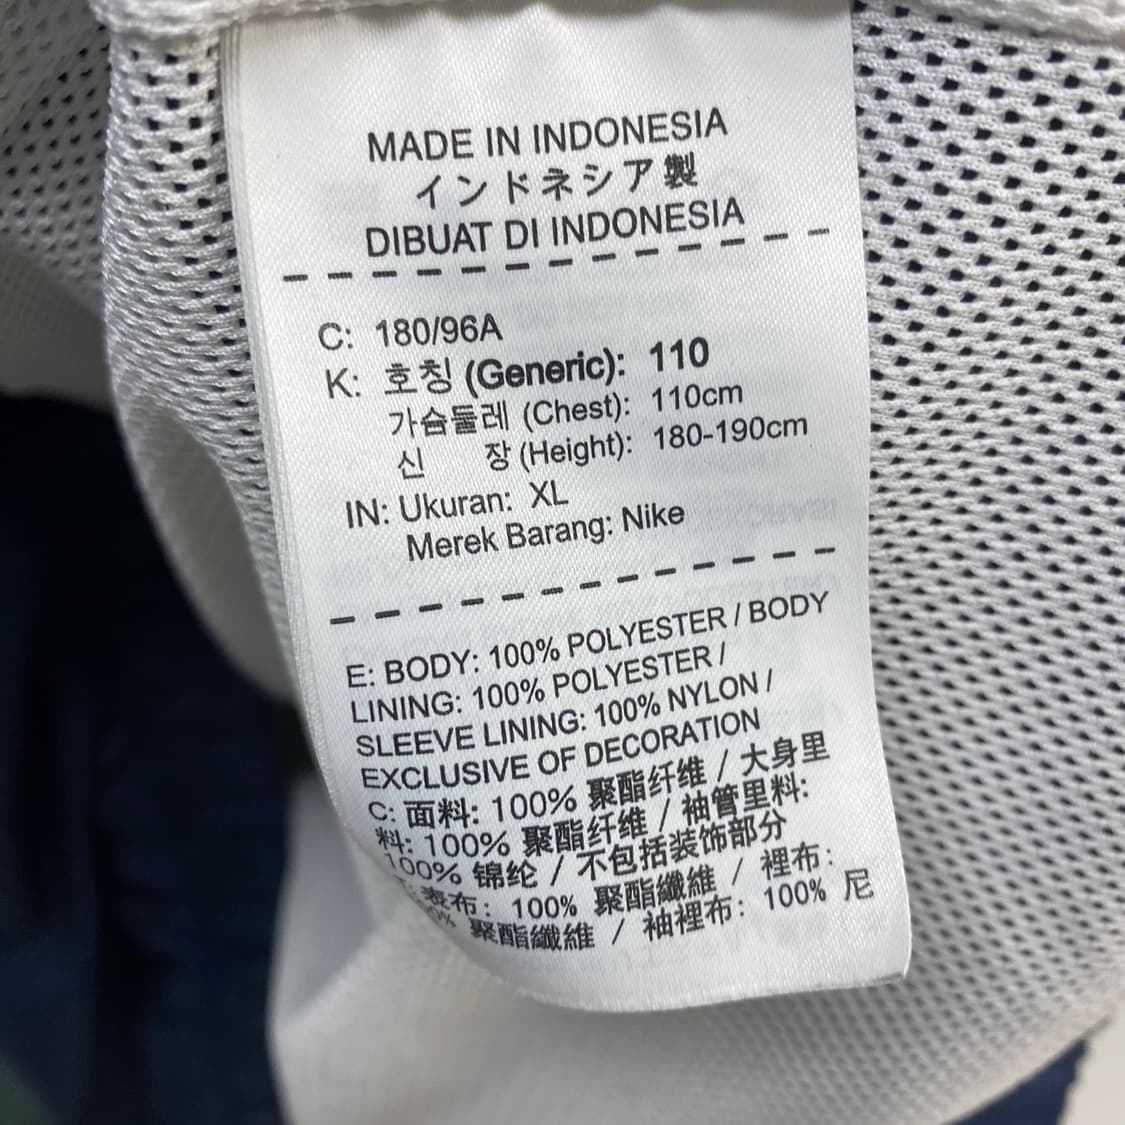 MADE IN INDONESIA
インドネシア製
DIBUAT DI INDONESIA
C: 180/96A
K: 호칭 (Generic): 110
가슴둘레 (Chest): 110cm
신 장 (Height): 180-190cm
IN: Ukuran: XL
Merek Barang: Nike
E: BODY: 100% POLYESTER / BODY
LINING: 100% POLYESTER /
SLEEVE LINING: 100% NYLON /
EXCLUSIVE OF DECORATION
C: 面料: 100% 聚酯纤维 / 大身里
料: 100% 聚酯纤维 / 袖管里料:
100% 锦纶 / 不包括装饰部分
表布: 100% 聚酯纖維 / 裡布:
聚酯纖維 / 袖裡布: 100% 尼